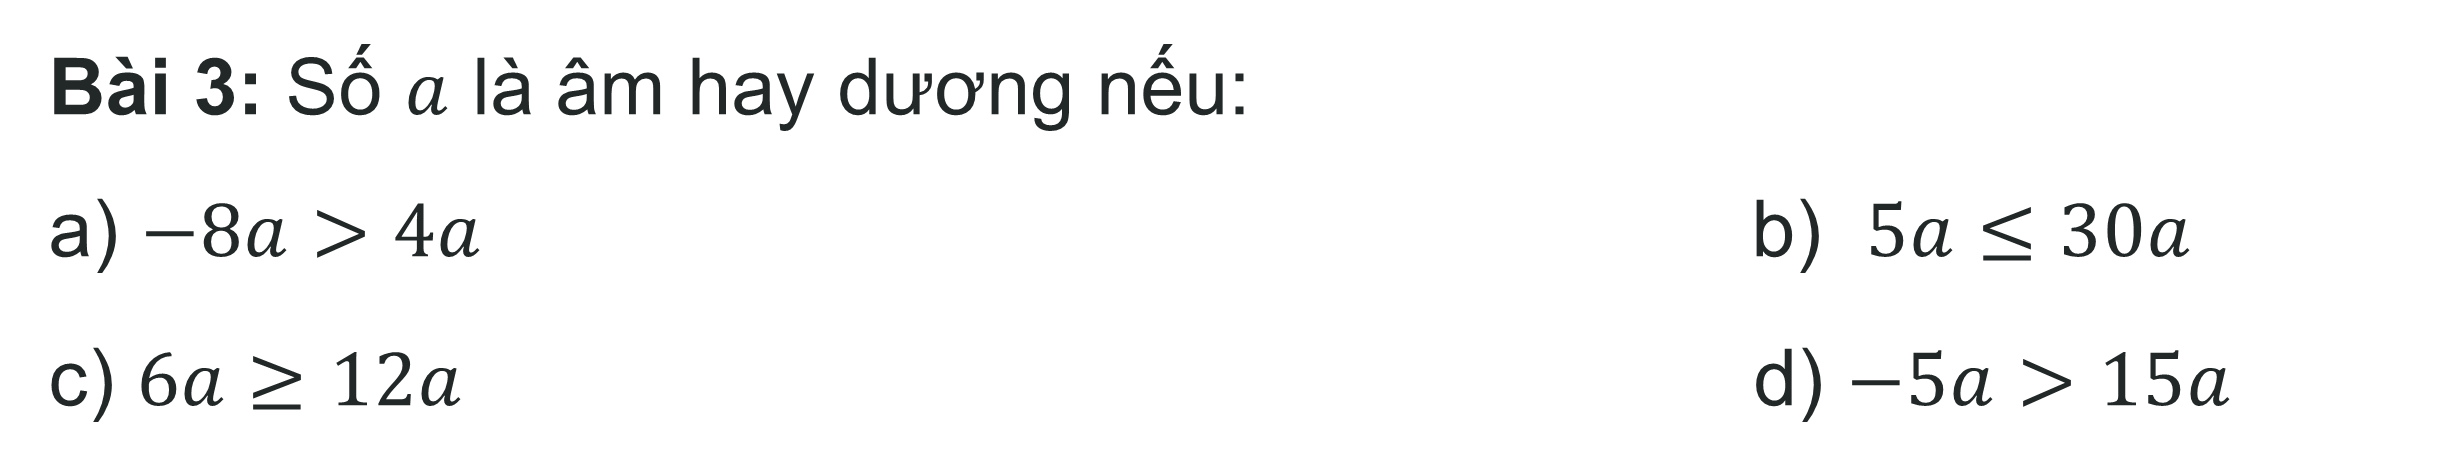 Bài 3: Số a là âm hay dương nếu:
a) −8a > 4a b) 5a ≤ 30a
c) 6a ≥ 12a d) −5a > 15a